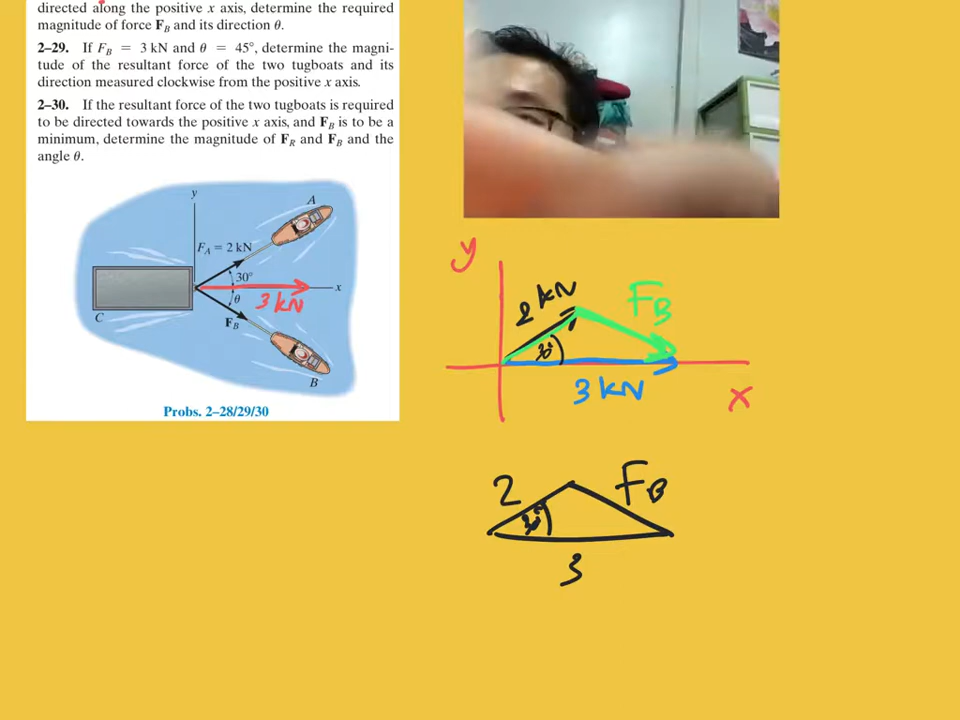 directed along the positive x axis, determine the required
magnitude of force F_B and its direction θ.
2–29. If F_B = 3 kN and θ = 45°, determine the magni-
tude of the resultant force of the two tugboats and its
direction measured clockwise from the positive x axis.
2–30. If the resultant force of the two tugboats is required
to be directed towards the positive x axis, and F_B is to be a
minimum, determine the magnitude of F_R and F_B and the
angle θ.
y
A
F_A = 2 kN
30°
x
θ
3 kN
C
F_B
B
Probs. 2–28/29/30
y
2 kN
F_B
30°
3 kN
x
2
F_B
30°
3